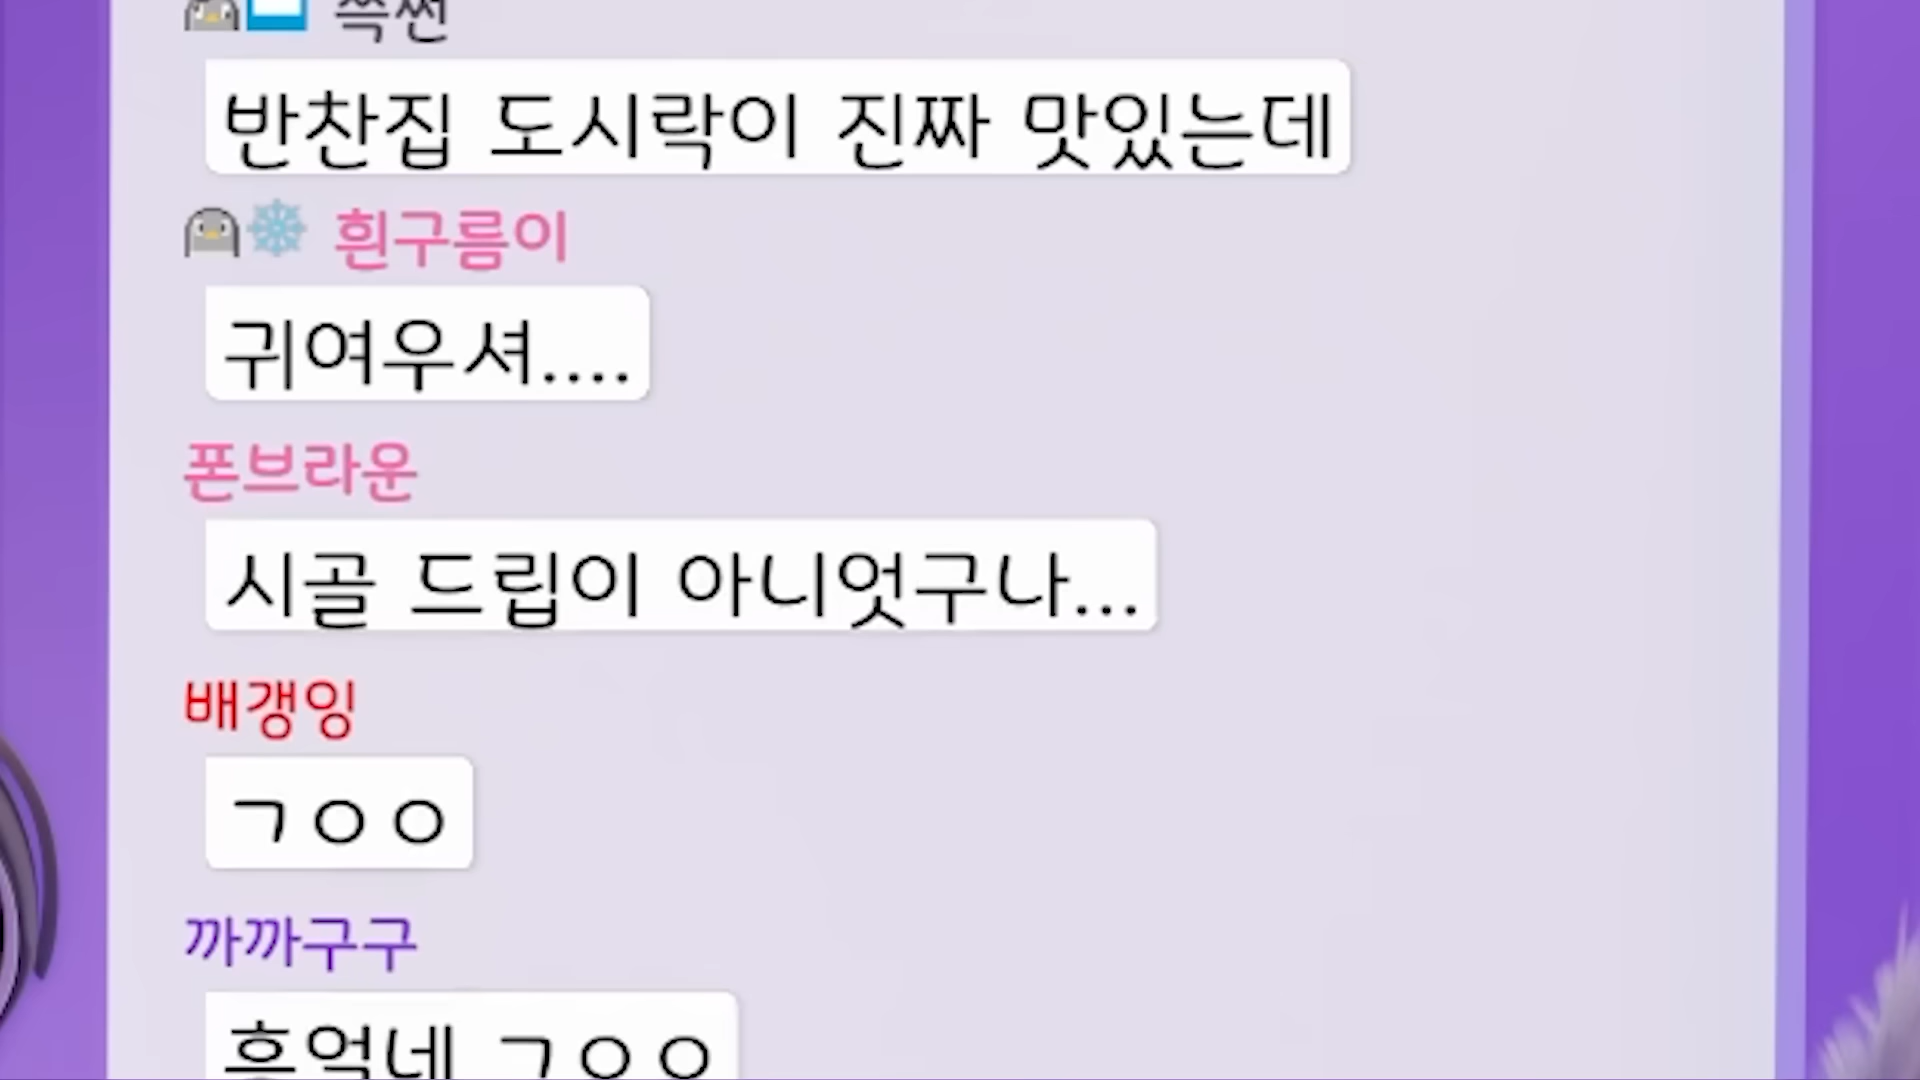 반찬집 도시락이 진짜 맛있는데
흰구름이
귀여우셔....
폰브라운
시골 드립이 아니엇구나...
배갱잉
ㄱㅇㅇ
까까구구
ㄱㅇㅇ